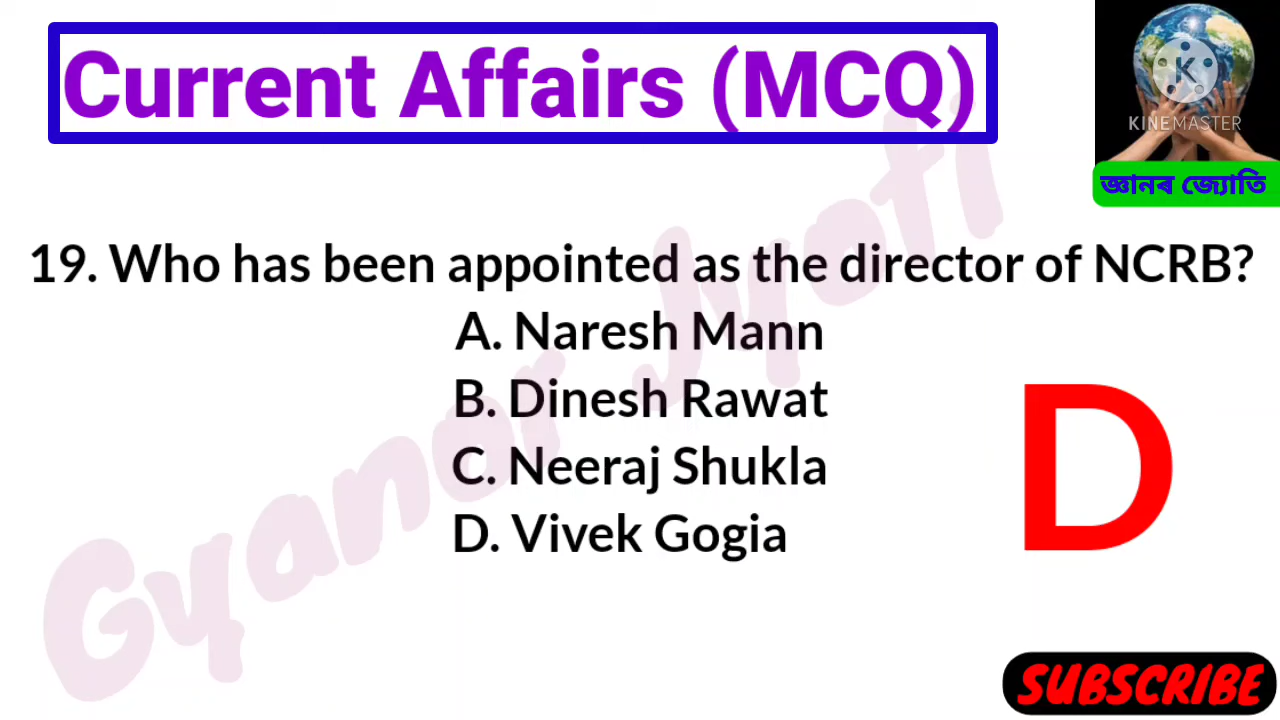 Current Affairs (MCQ)
K
KINEMASTER
জ্ঞানৰ জ্যোতি
19. Who has been appointed as the director of NCRB?
A. Naresh Mann
B. Dinesh Rawat
C. Neeraj Shukla
D. Vivek Gogia
D
Gyanor Jyoti
SUBSCRIBE